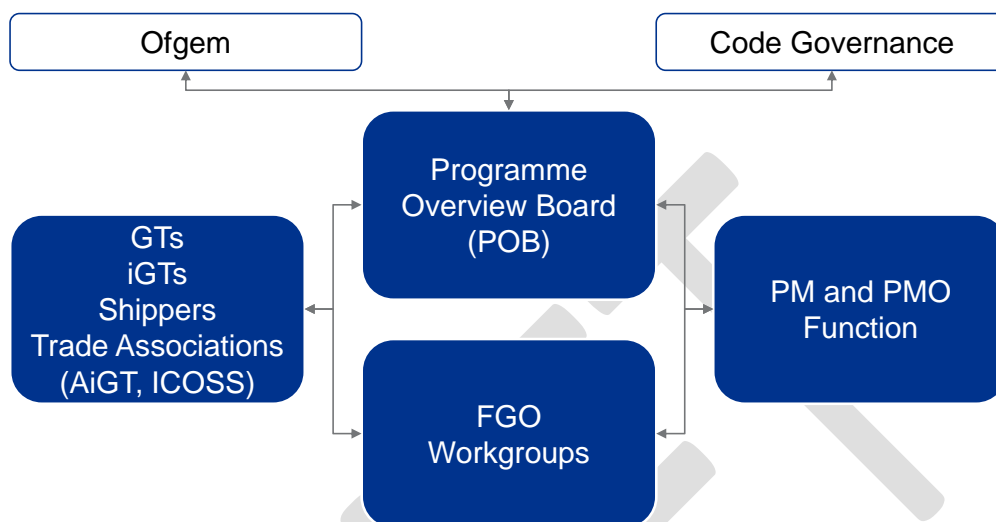 Ofgem
Code Governance
Programme
Overview Board
(POB)
GTs
iGTs
Shippers
Trade Associations
(AiGT, ICOSS)
PM and PMO
Function
FGO
Workgroups